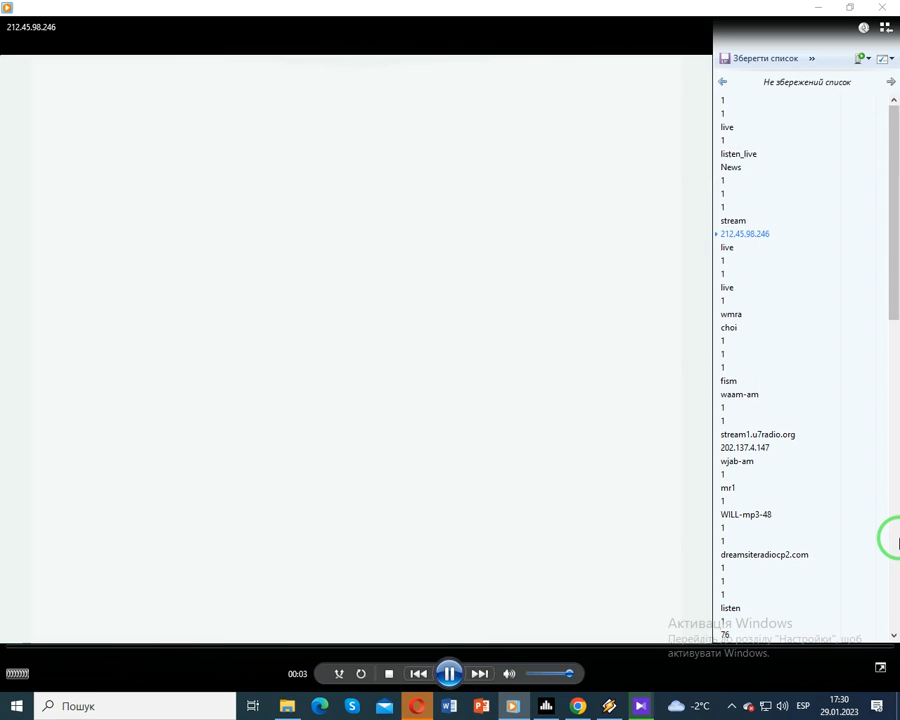 212.45.98.246
Зберегти список »
Не збережений список
1
1
live
1
listen_live
News
1
1
1
stream
212.45.98.246
live
1
1
live
1
wmra
choi
1
1
1
fism
waam-am
1
1
stream1.u7radio.org
202.137.4.147
wjab-am
1
mr1
1
WILL-mp3-48
1
1
dreamsiteradiocp2.com
1
1
1
listen
1
76
Активація Windows
Перейдіть до розділу "Настройки", щоб
активувати Windows.
00:03
Пошук
-2°C
ESP
17:30
29.01.2023